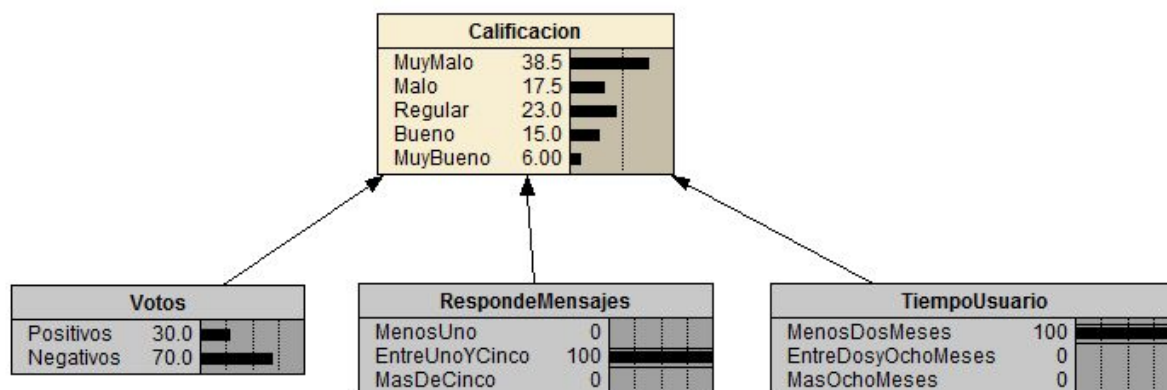 Calificacion
MuyMalo 38.5
Malo 17.5
Regular 23.0
Bueno 15.0
MuyBueno 6.00
Votos
Positivos 30.0
Negativos 70.0
RespondeMensajes
MenosUno 0
EntreUnoYCinco 100
MasDeCinco 0
TiempoUsuario
MenosDosMeses 100
EntreDosyOchoMeses 0
MasOchoMeses 0